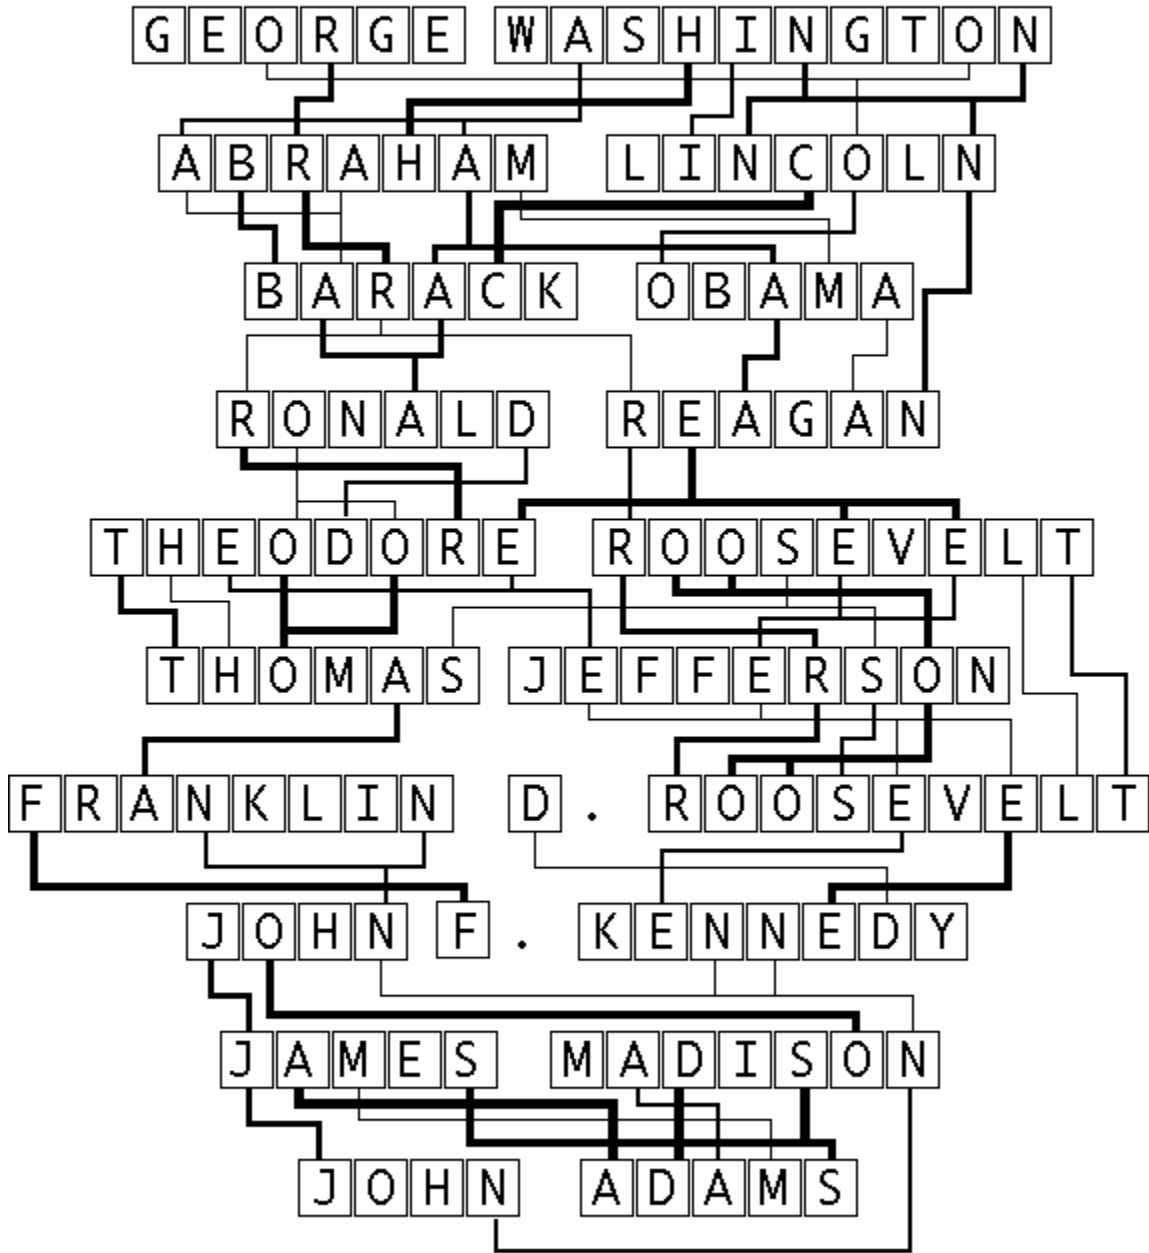 GEORGE WASHINGTON
ABRAHAM LINCOLN
BARACK OBAMA
RONALD REAGAN
THEODORE ROOSEVELT
THOMAS JEFFERSON
FRANKLIN D. ROOSEVELT
JOHN F. KENNEDY
JAMES MADISON
JOHN ADAMS